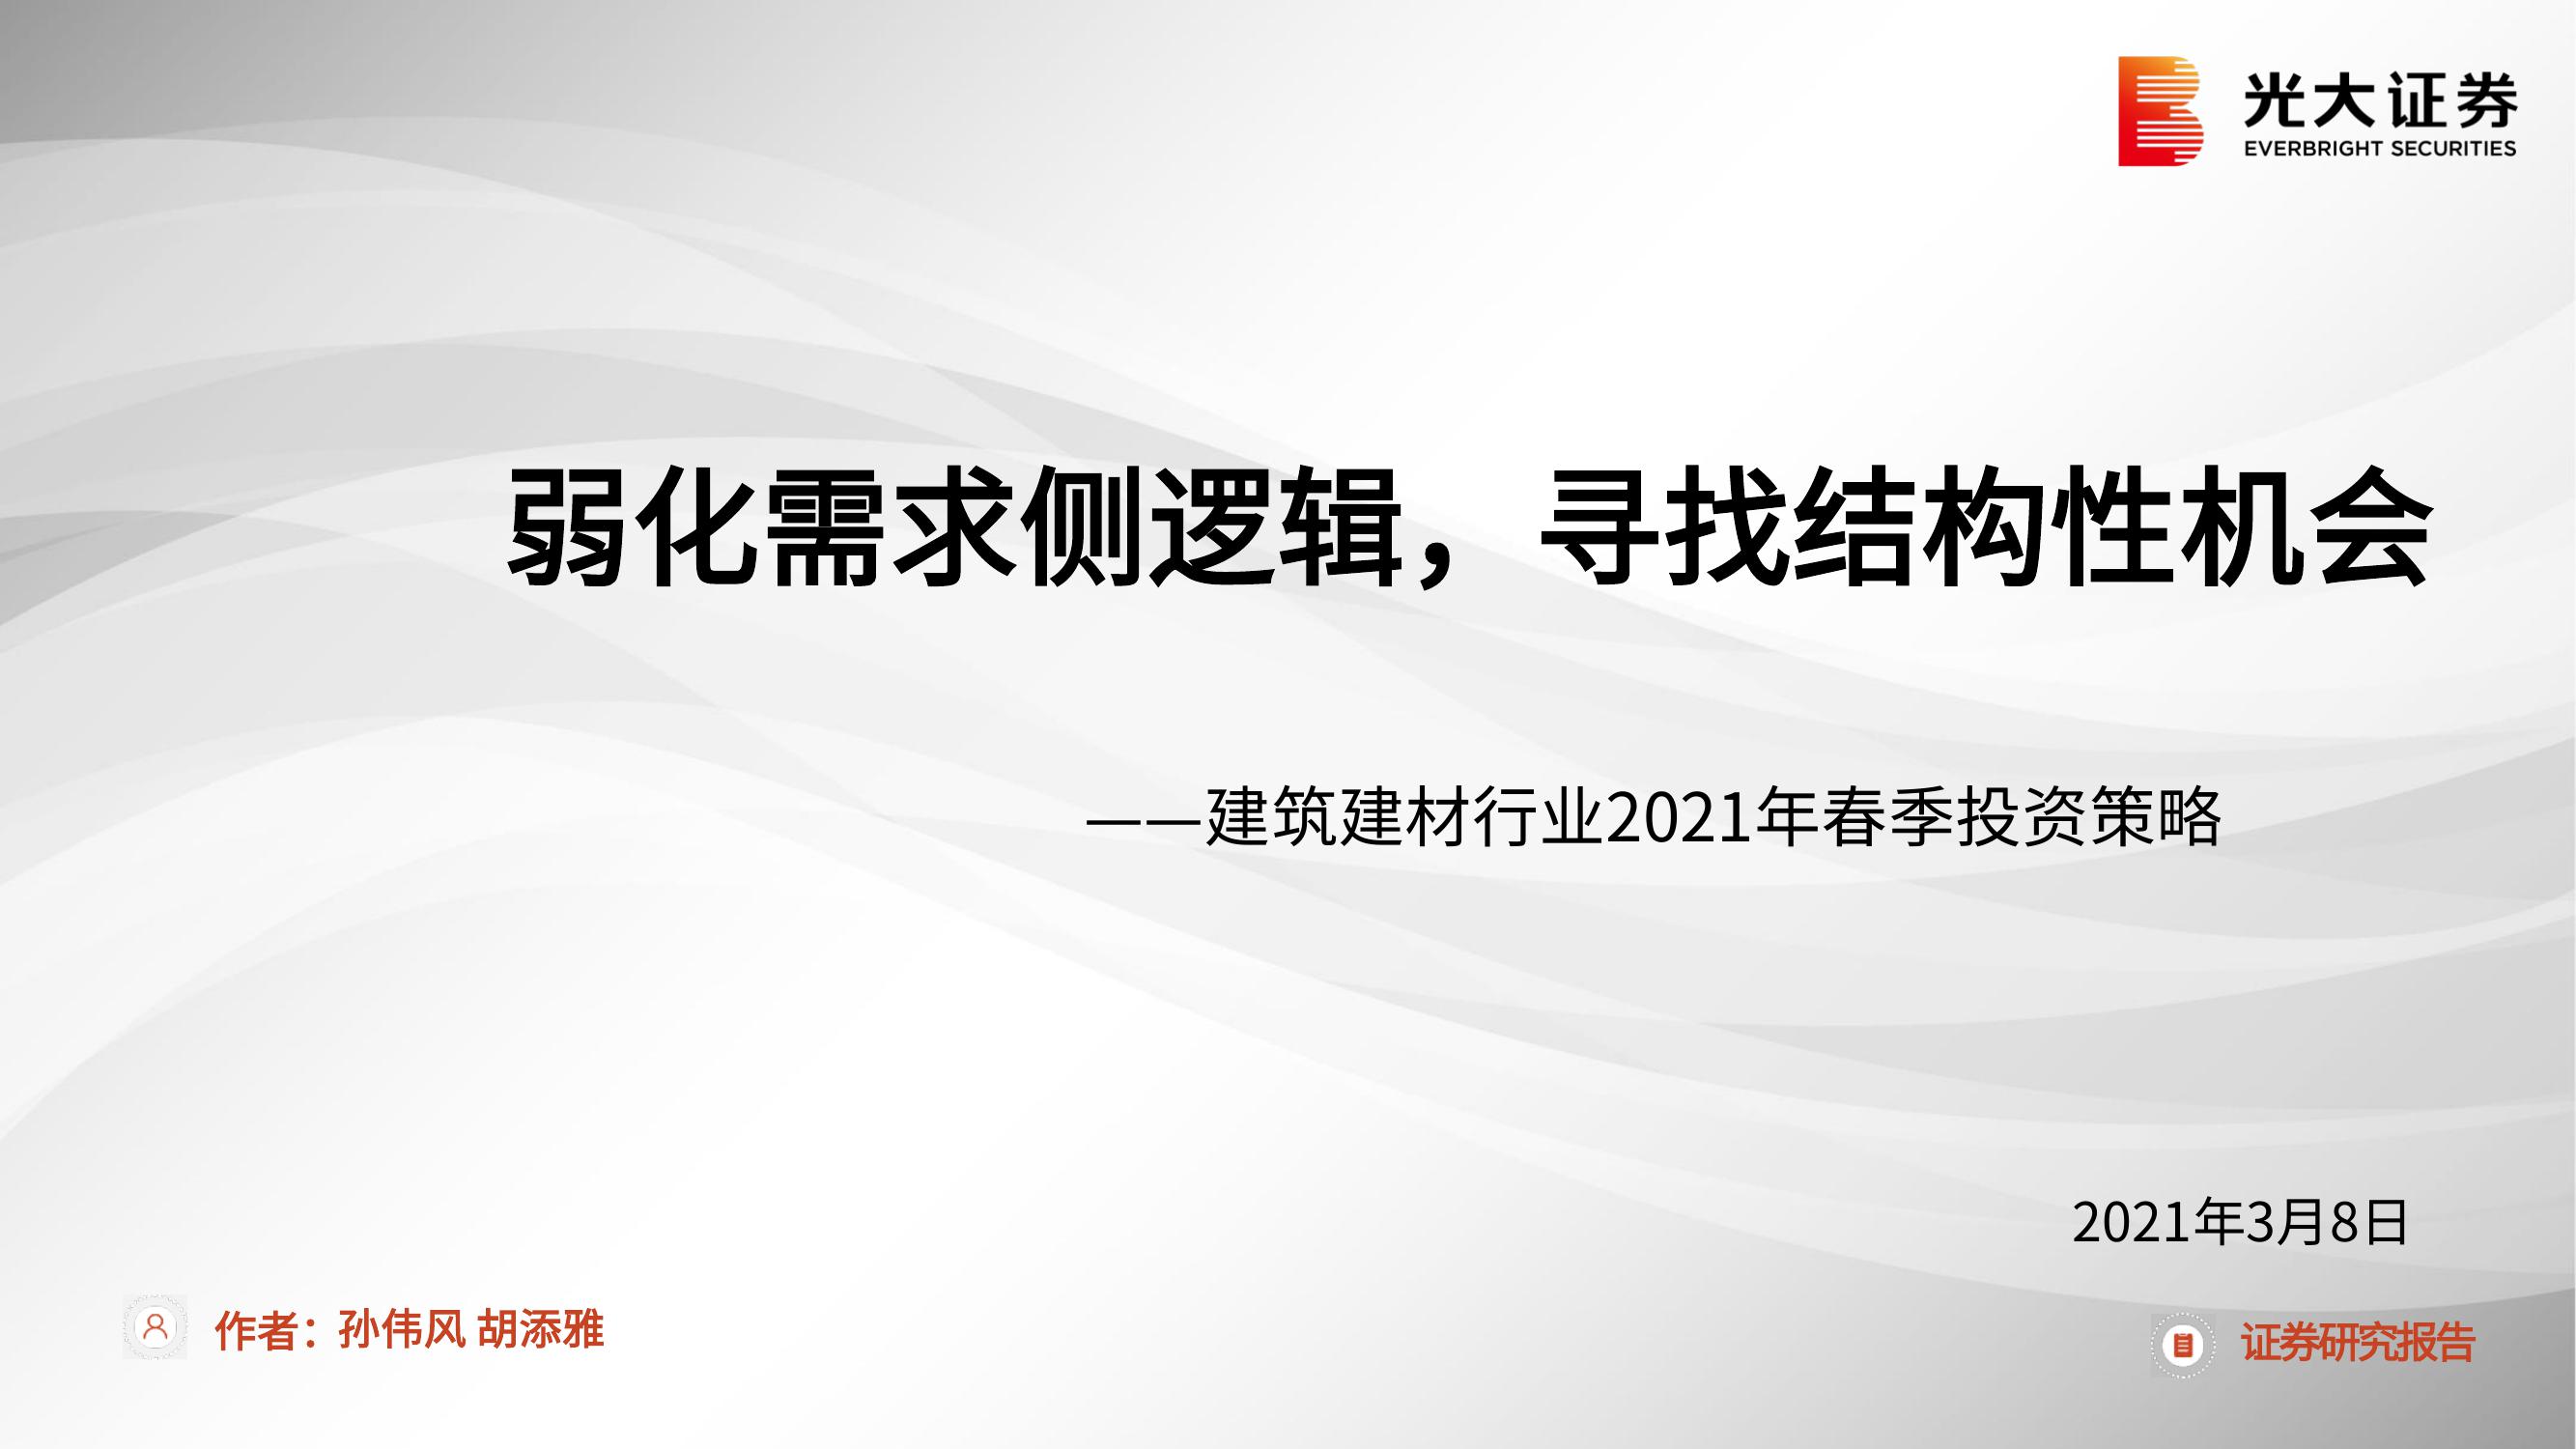 光大证券
EVERBRIGHT SECURITIES
弱化需求侧逻辑，寻找结构性机会
——建筑建材行业2021年春季投资策略
2021年3月8日
作者：孙伟风 胡添雅
证券研究报告